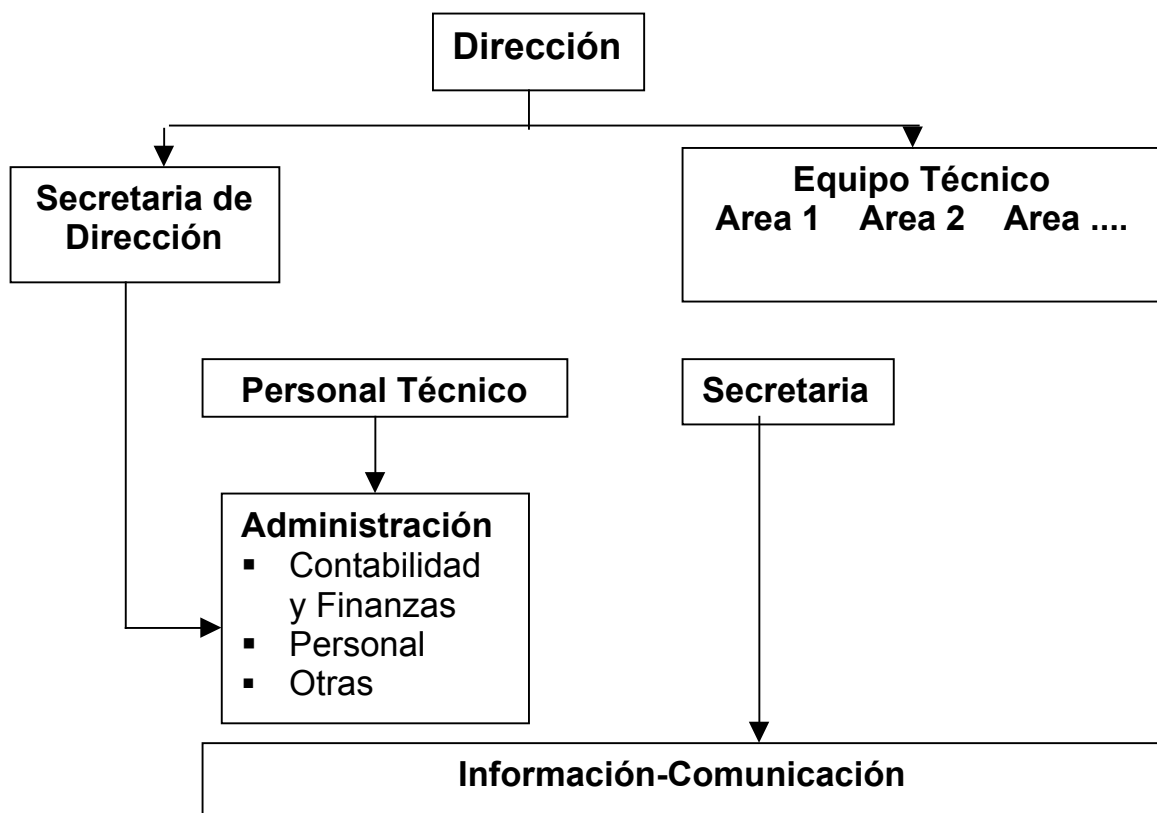 Dirección
Secretaria de
Dirección
Equipo Técnico
Area 1 Area 2 Area ....
Personal Técnico
Secretaria
Administración
▪ Contabilidad
y Finanzas
▪ Personal
▪ Otras
Información-Comunicación